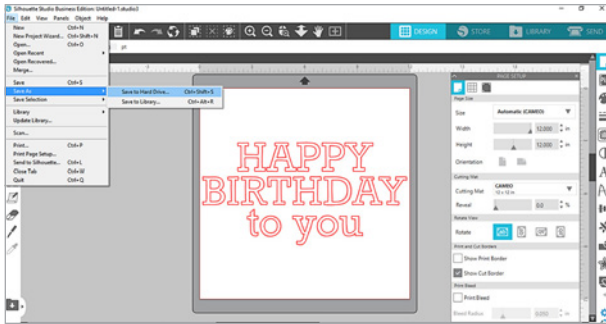 Silhouette Studio Business Edition: Untitled-1.studio3
File Edit View Panels Object Help
DESIGN STORE LIBRARY SEND
pt
New Ctrl+N
New Project Wizard... Ctrl+Shift+N
Open... Ctrl+O
Open Recent
Open Recovered...
Merge...
Save Ctrl+S
Save As
Save Selection
Save to Hard Drive... Ctrl+Shift+S
Save to Library... Ctrl+Alt+R
Library
Update Library...
Scan...
Print... Ctrl+P
Print Page Setup...
Send to Silhouette... Ctrl+L
Close Tab Ctrl+W
Quit Ctrl+Q
HAPPY
BIRTHDAY
to you
PAGE SETUP
Page Size
Size Automatic (CAMEO)
Width 12.000 in
Height 12.000 in
Orientation
Cutting Mat
Cutting Mat CAMEO
12 x 12 in
Reveal 0.0 %
Rotate View
Rotate
Print and Cut Borders
Show Print Border
Show Cut Border
Print Bleed
Print Bleed
Bleed Radius 0.050 in